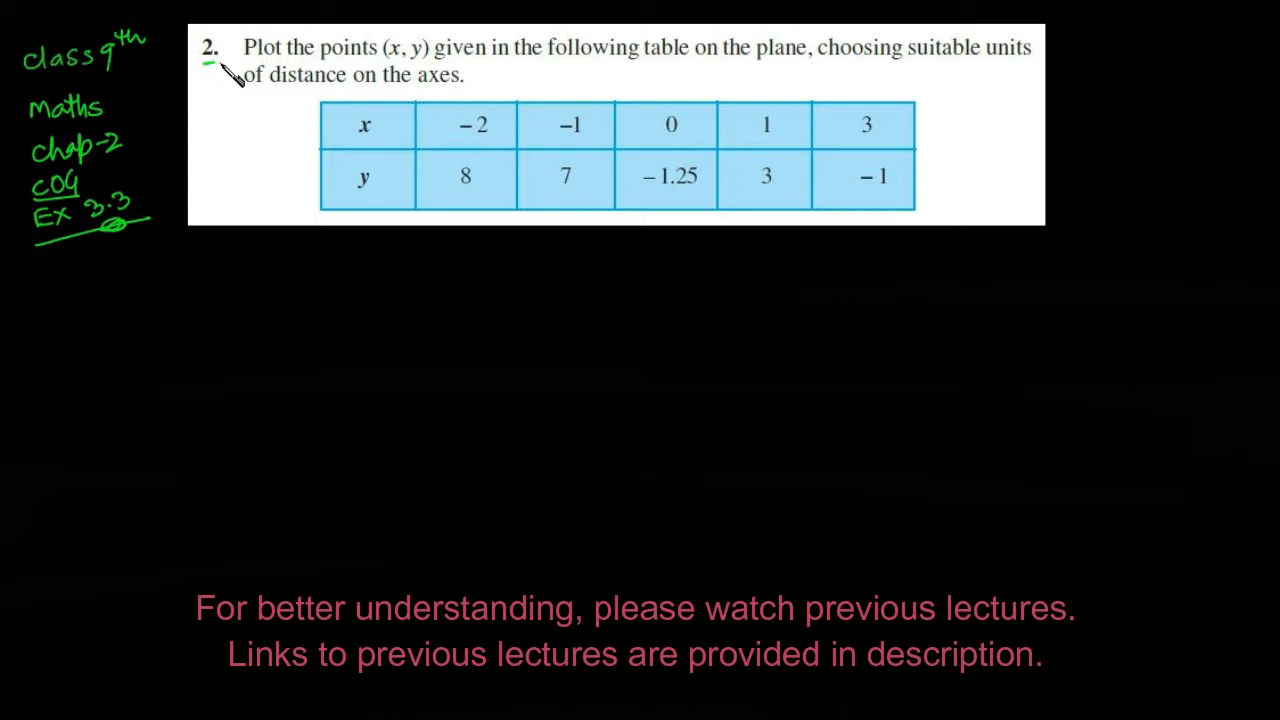 class 9th
Maths
chap-2
COG
EX 3.3
2. Plot the points (x, y) given in the following table on the plane, choosing suitable units
of distance on the axes.
x −2 −1 0 1 3
y 8 7 −1.25 3 −1
For better understanding, please watch previous lectures.
Links to previous lectures are provided in description.